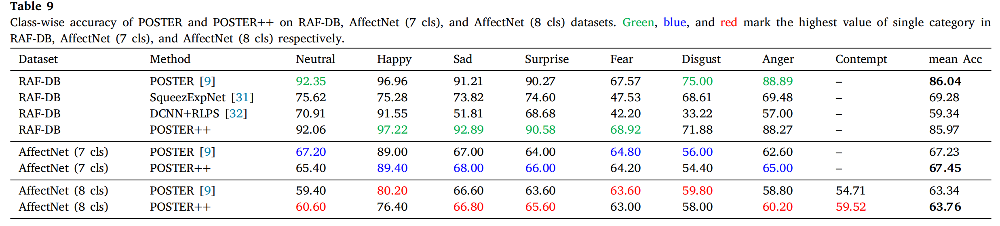 Table 9
Class-wise accuracy of POSTER and POSTER++ on RAF-DB, AffectNet (7 cls), and AffectNet (8 cls) datasets. Green, blue, and red mark the highest value of single category in
RAF-DB, AffectNet (7 cls), and AffectNet (8 cls) respectively.
Dataset Method Neutral Happy Sad Surprise Fear Disgust Anger Contempt mean Acc
RAF-DB POSTER [9] 92.35 96.96 91.21 90.27 67.57 75.00 88.89 – 86.04
RAF-DB SqueezExpNet [31] 75.62 75.28 73.82 74.60 47.53 68.61 69.48 – 69.28
RAF-DB DCNN+RLPS [32] 70.91 91.55 51.81 68.68 42.20 33.22 57.00 – 59.34
RAF-DB POSTER++ 92.06 97.22 92.89 90.58 68.92 71.88 88.27 – 85.97
AffectNet (7 cls) POSTER [9] 67.20 89.00 67.00 64.00 64.80 56.00 62.60 – 67.23
AffectNet (7 cls) POSTER++ 65.40 89.40 68.00 66.00 64.20 54.40 65.00 – 67.45
AffectNet (8 cls) POSTER [9] 59.40 80.20 66.60 63.60 63.60 59.80 58.80 54.71 63.34
AffectNet (8 cls) POSTER++ 60.60 76.40 66.80 65.60 63.00 58.00 60.20 59.52 63.76